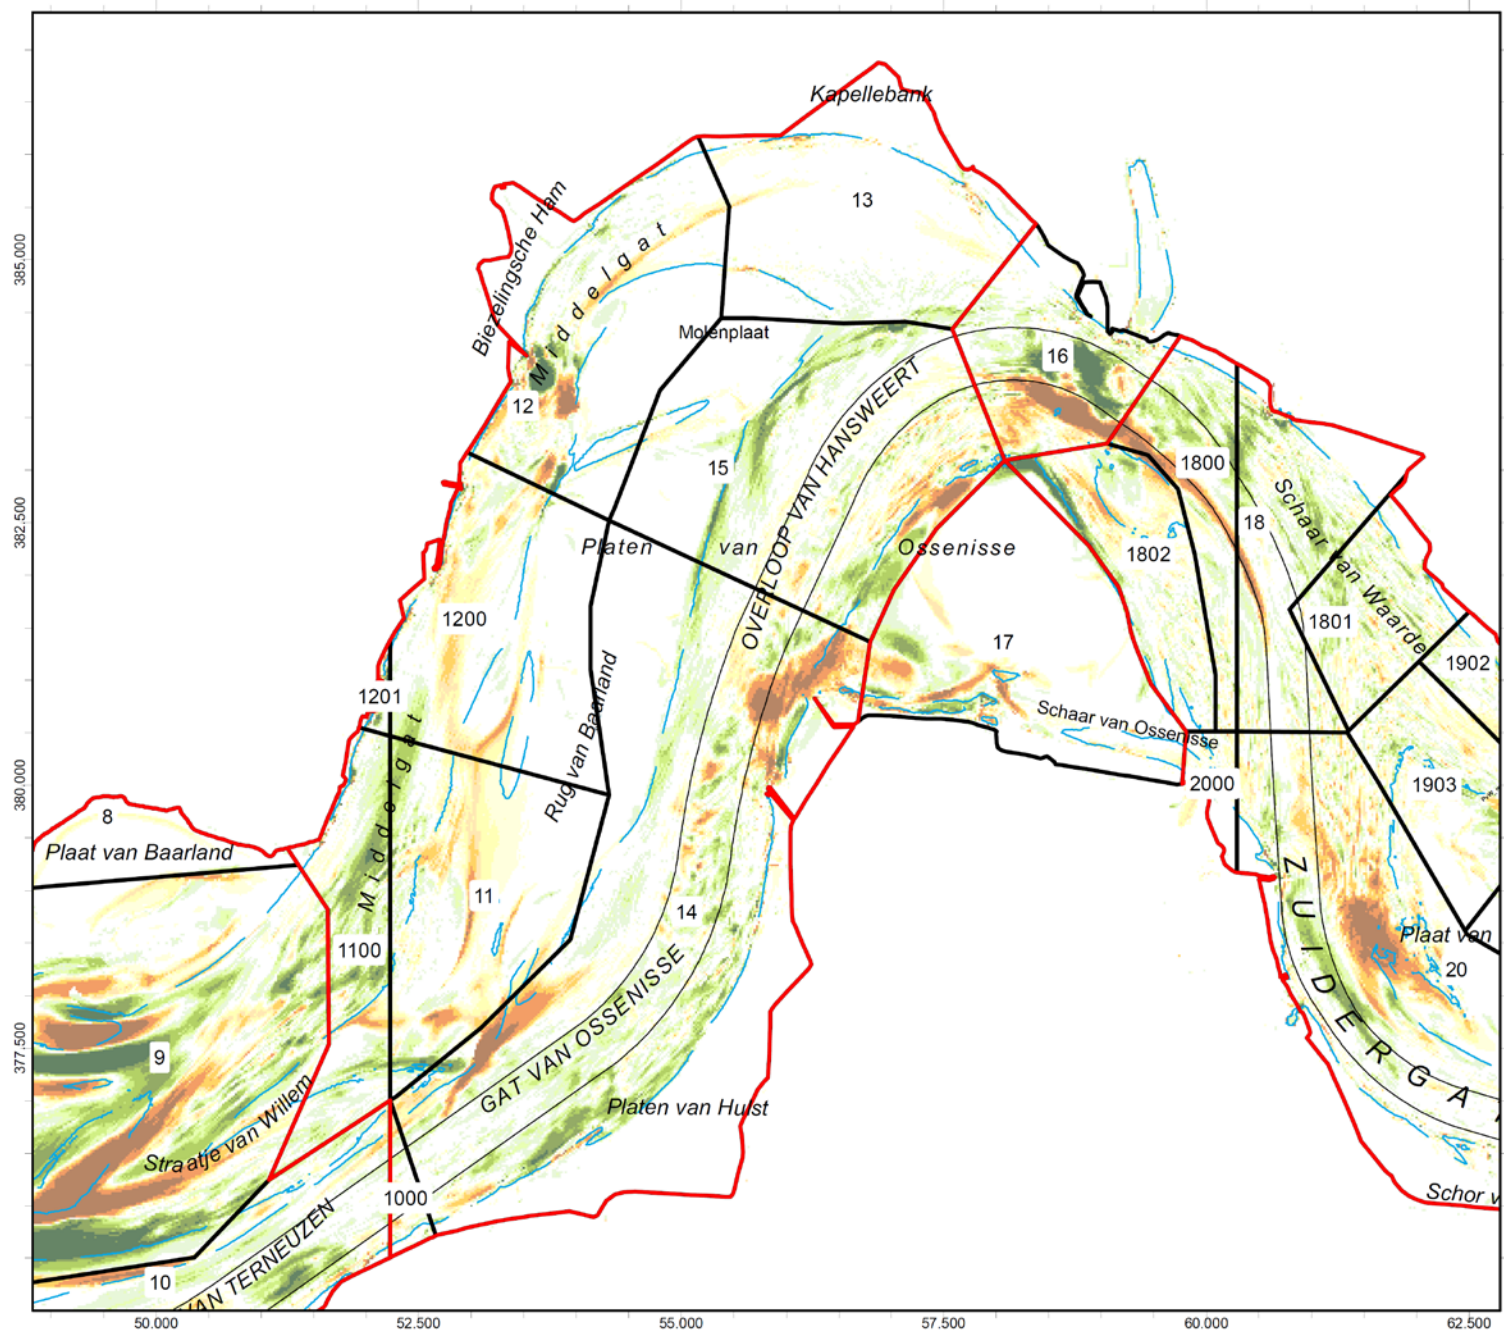 Kapellebank
385.000
13
Biezelingsche Ham
Middelgat
Molenplaat
16
12
15
OVERLOOP VAN HANSWEERT
1800
Schaar van Waarde
382.500
18
Platen van Ossenisse
1802
1200
1801
17
1902
1201
Rug van Baarland
Schaar van Ossenisse
Middelgat
380.000
2000
1903
8
Plaat van Baarland
11
14
ZUIDERGA
Plaat van
1100
20
GAT VAN OSSENISSE
377.500
9
Platen van Hulst
Straatje van Willem
1000
Schor v
VAN TERNEUZEN
10
50.000
52.500
55.000
57.500
60.000
62.500